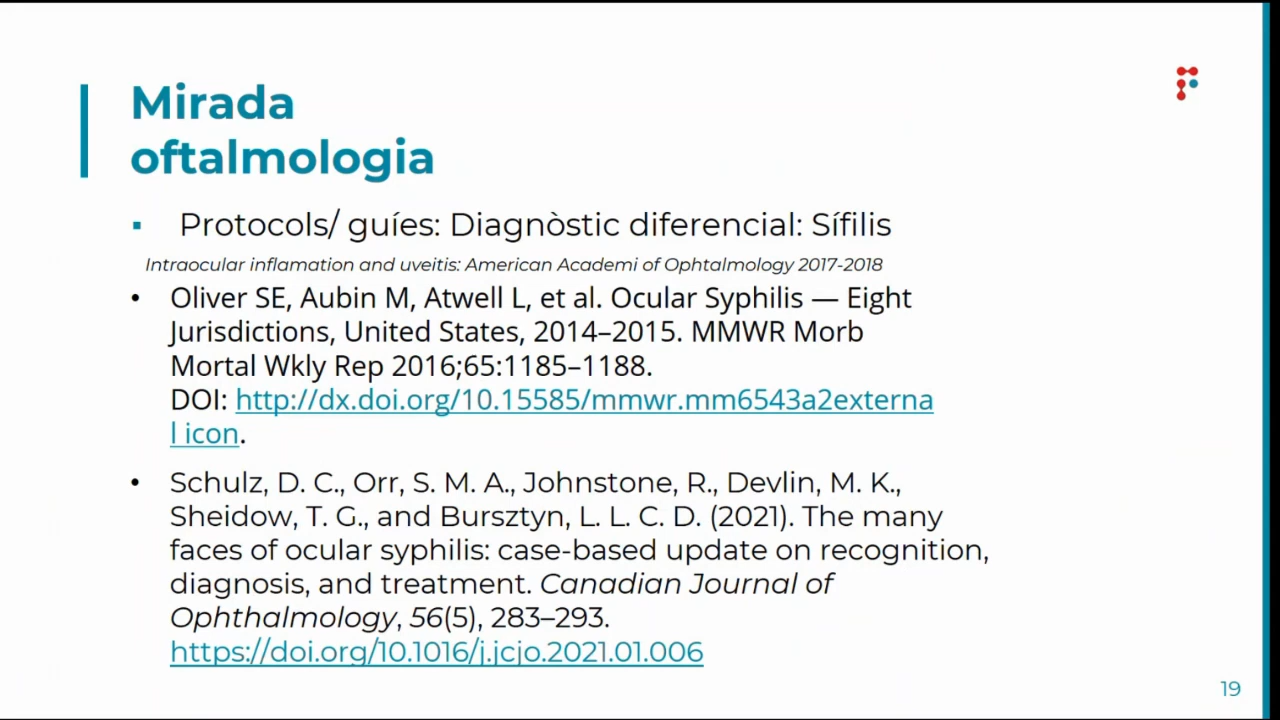 Mirada
oftalmologia
▪ Protocols/ guíes: Diagnòstic diferencial: Sífilis
Intraocular inflamation and uveitis: American Academi of Ophtalmology 2017-2018
• Oliver SE, Aubin M, Atwell L, et al. Ocular Syphilis — Eight
Jurisdictions, United States, 2014–2015. MMWR Morb
Mortal Wkly Rep 2016;65:1185–1188.
DOI: http://dx.doi.org/10.15585/mmwr.mm6543a2externa
l icon.
• Schulz, D. C., Orr, S. M. A., Johnstone, R., Devlin, M. K.,
Sheidow, T. G., and Bursztyn, L. L. C. D. (2021). The many
faces of ocular syphilis: case-based update on recognition,
diagnosis, and treatment. Canadian Journal of
Ophthalmology, 56(5), 283–293.
https://doi.org/10.1016/j.jcjo.2021.01.006
19